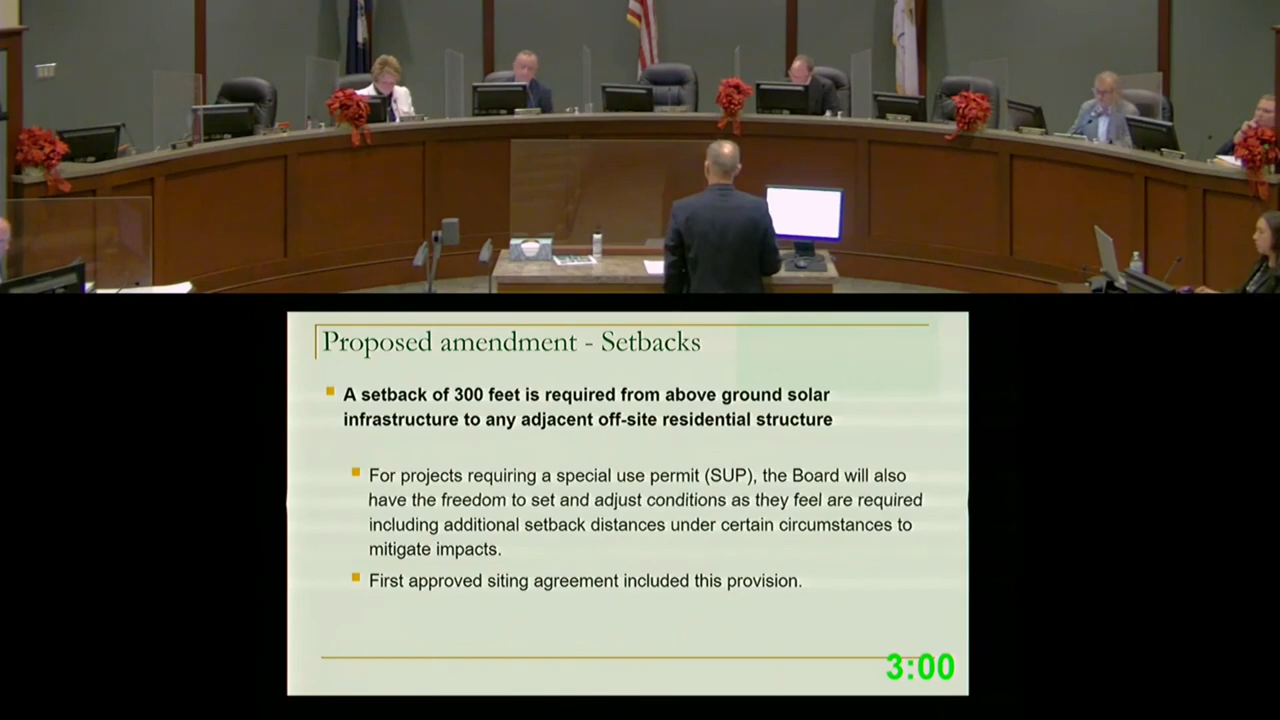 Proposed amendment - Setbacks
A setback of 300 feet is required from above ground solar
infrastructure to any adjacent off-site residential structure
For projects requiring a special use permit (SUP), the Board will also
have the freedom to set and adjust conditions as they feel are required
including additional setback distances under certain circumstances to
mitigate impacts.
First approved siting agreement included this provision.
3:00